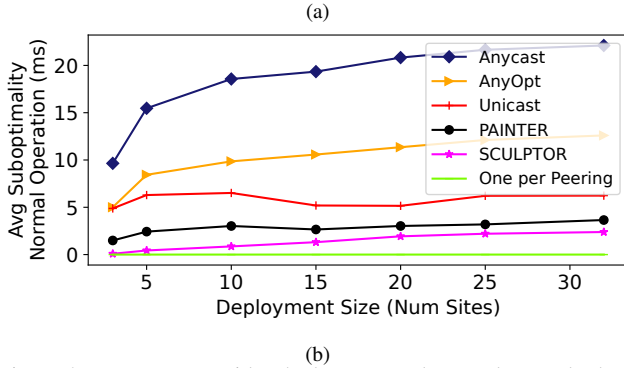 (a)
Avg Suboptimality
Normal Operation (ms)
20
15
10
5
0
Anycast
AnyOpt
Unicast
PAINTER
SCULPTOR
One per Peering
5 10 15 20 25 30
Deployment Size (Num Sites)
(b)